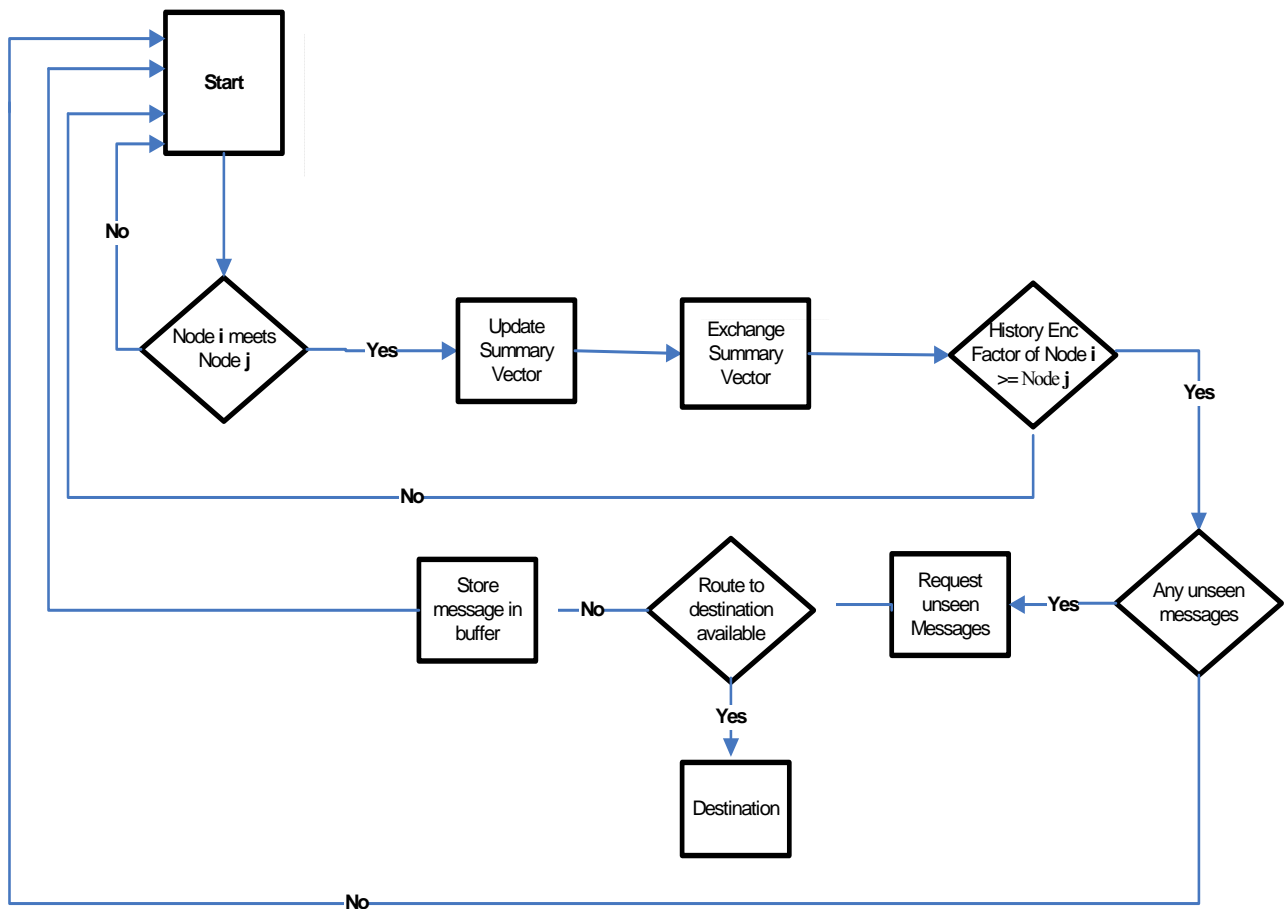 Start
No
Node i meets
Node j
Yes
Update
Summary
Vector
Exchange
Summary
Vector
History Enc
Factor of Node i
>= Node j
Yes
No
Store
message in
buffer
No
Route to
destination
available
Request
unseen
Messages
Yes
Any unseen
messages
Yes
Destination
No